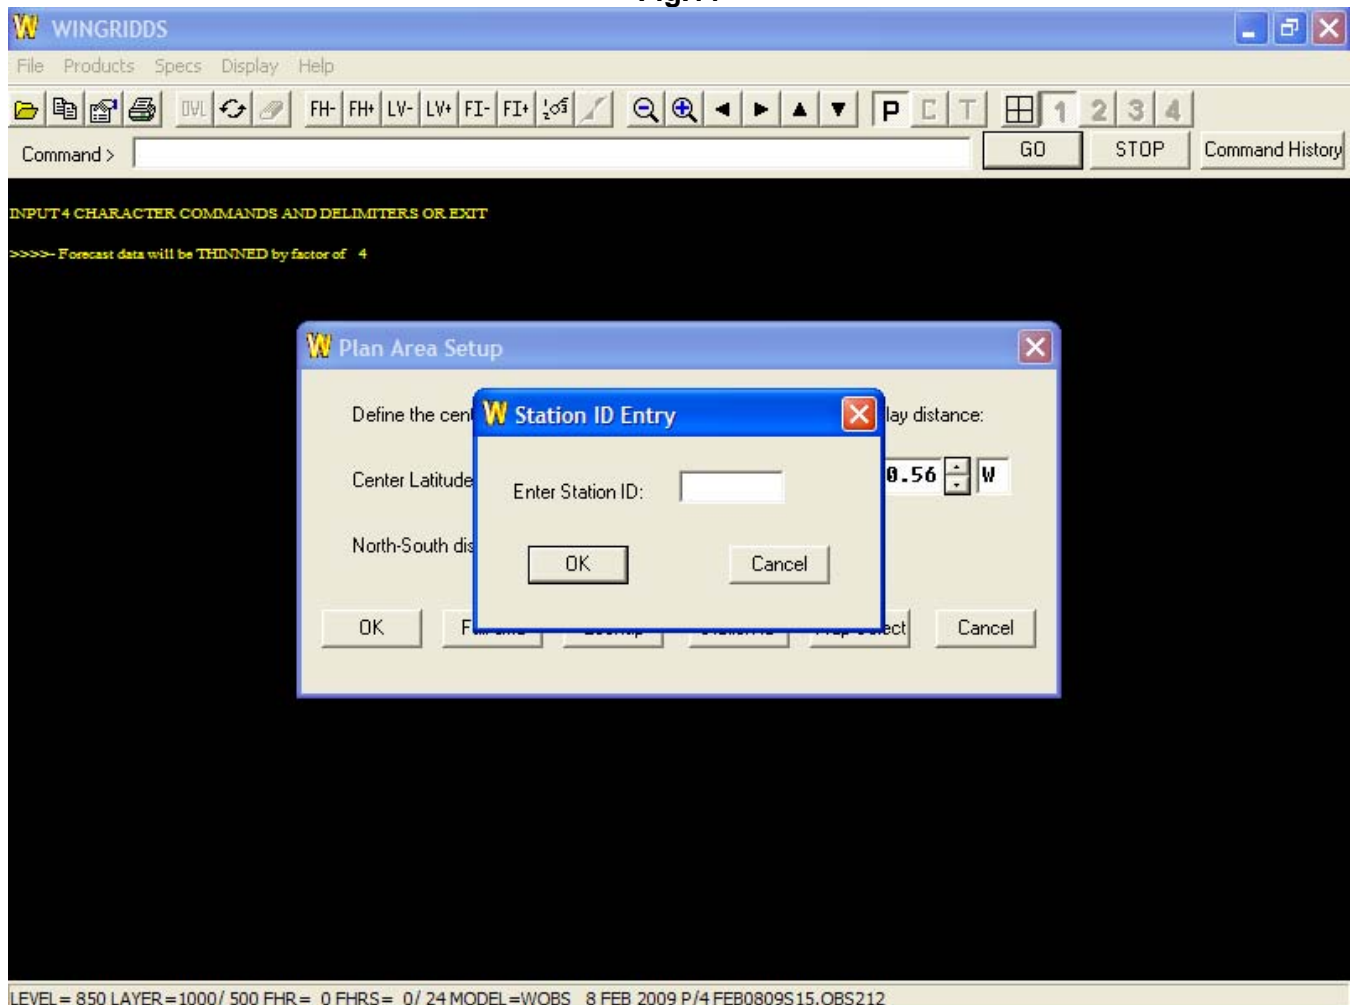 WINGRIDDS
File Products Specs Display Help
OVL FH- FH+ LV- LV+ FI- FI+ P C T 1 2 3 4
Command > GO STOP Command History
INPUT 4 CHARACTER COMMANDS AND DELIMITERS OR EXIT
>>>>- Forecast data will be THINNED by factor of 4
Plan Area Setup
Define the cen lay distance:
Center Latitude 0.56 W
North-South dis
OK Cancel
Station ID Entry
Enter Station ID:
OK Cancel
LEVEL= 850 LAYER=1000/ 500 FHR= 0 FHRS= 0/ 24 MODEL=WOBS 8 FEB 2009 P/4 FEB0809S15.OBS212